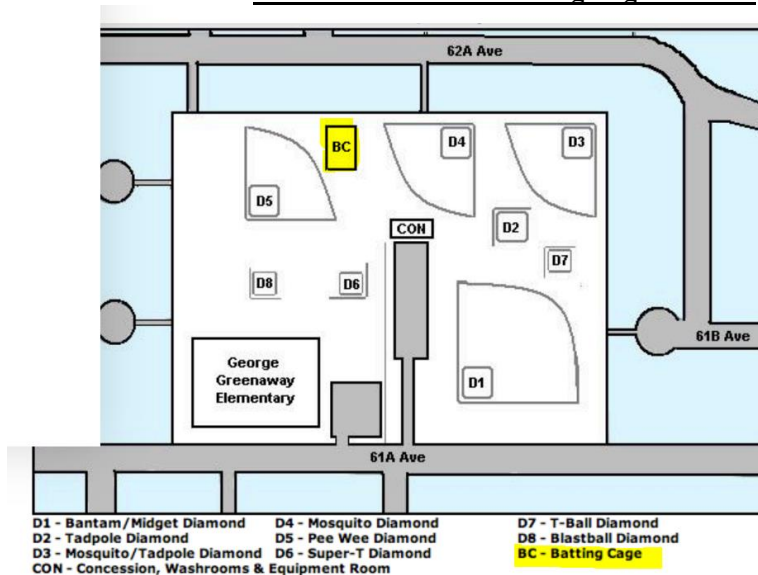 62A Ave
BC
D4
D3
D5
D2
CON
D7
D8
D6
61B Ave
George
Greenaway
Elementary
D1
61A Ave
D1 - Bantam/Midget Diamond D4 - Mosquito Diamond D7 - T-Ball Diamond
D2 - Tadpole Diamond D5 - Pee Wee Diamond D8 - Blastball Diamond
D3 - Mosquito/Tadpole Diamond D6 - Super-T Diamond BC - Batting Cage
CON - Concession, Washrooms & Equipment Room